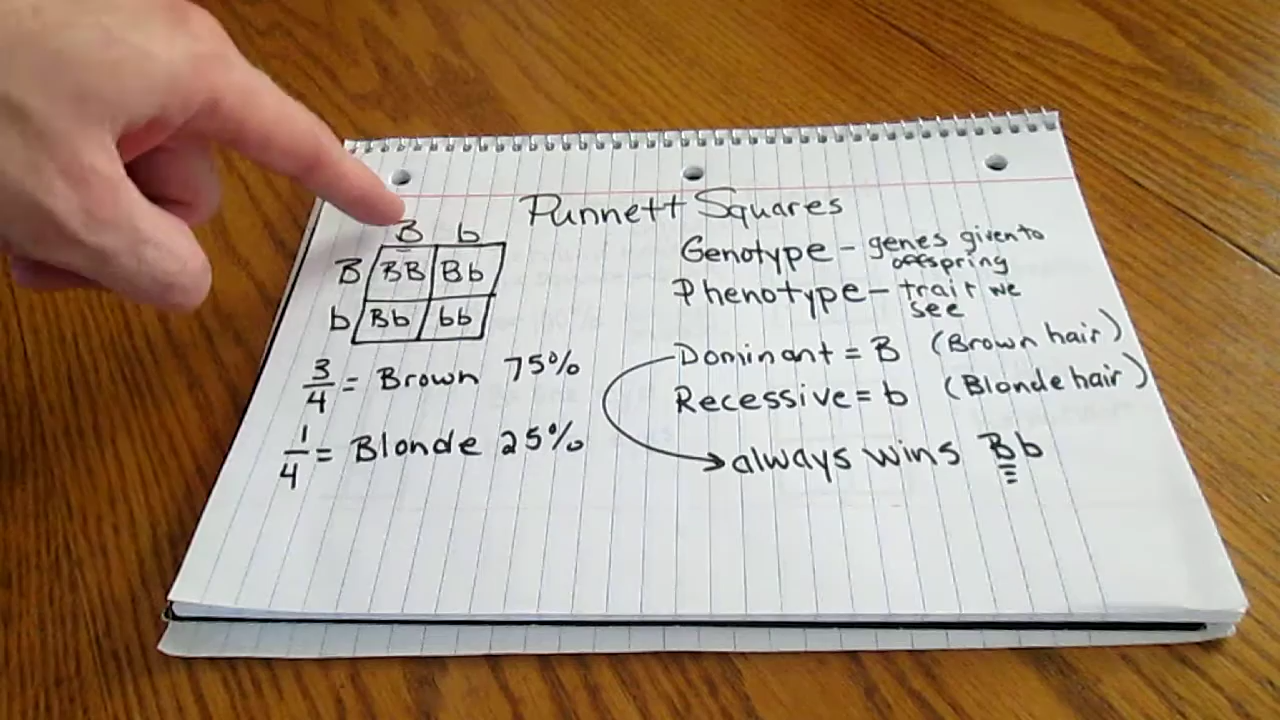 Punnett Squares
B b
B BB Bb
b Bb bb
3/4 = Brown 75%
1/4 = Blonde 25%
Genotype - genes given to
offspring
Phenotype - trait we
see
Dominant = B (Brown hair)
Recessive = b (Blonde hair)
always wins Bb